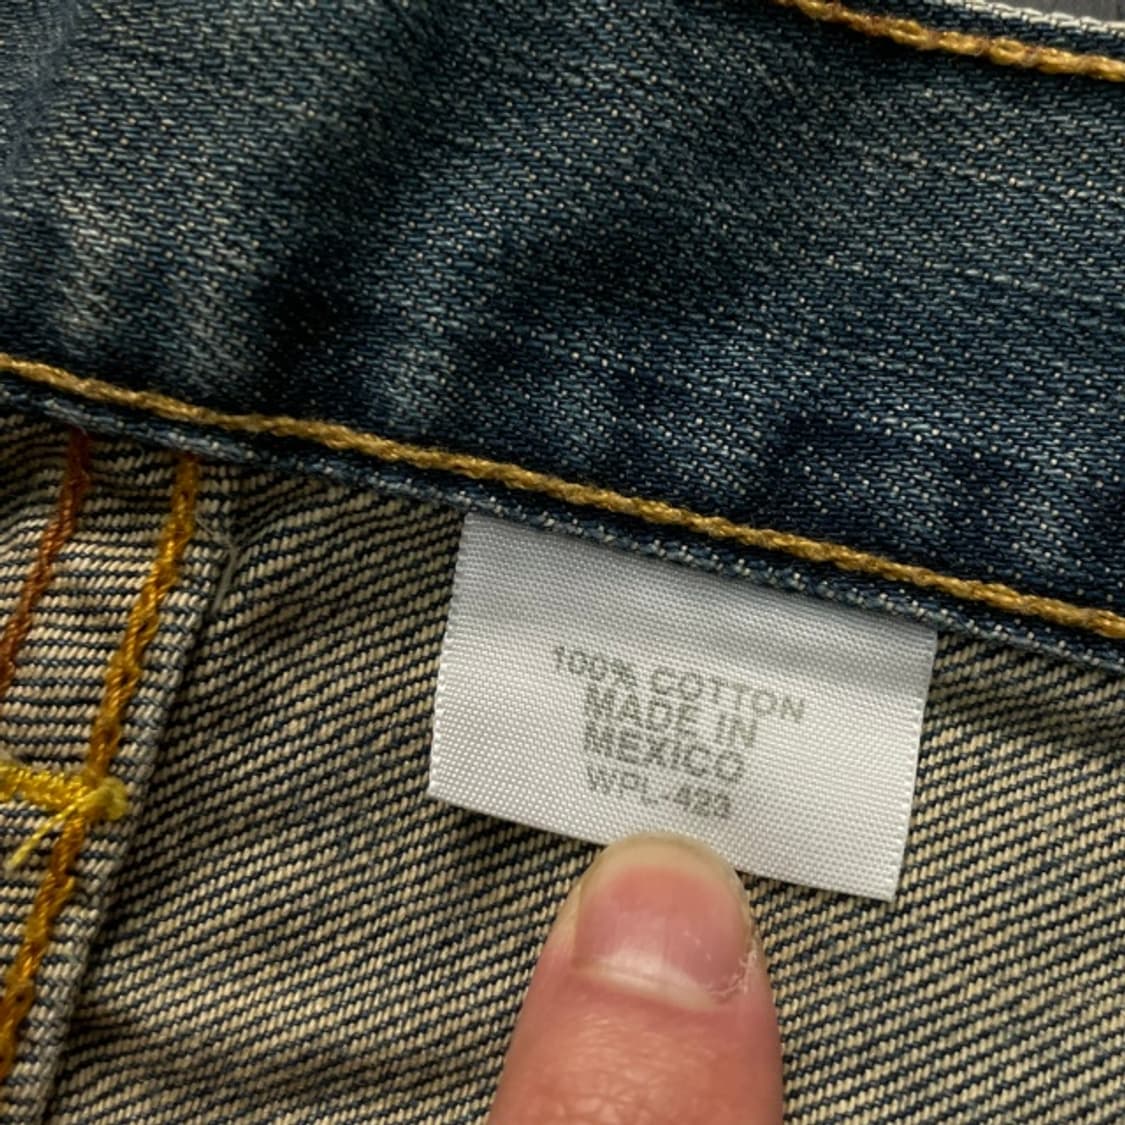 100% COTTON
MADE IN
MEXICO
WPL-423